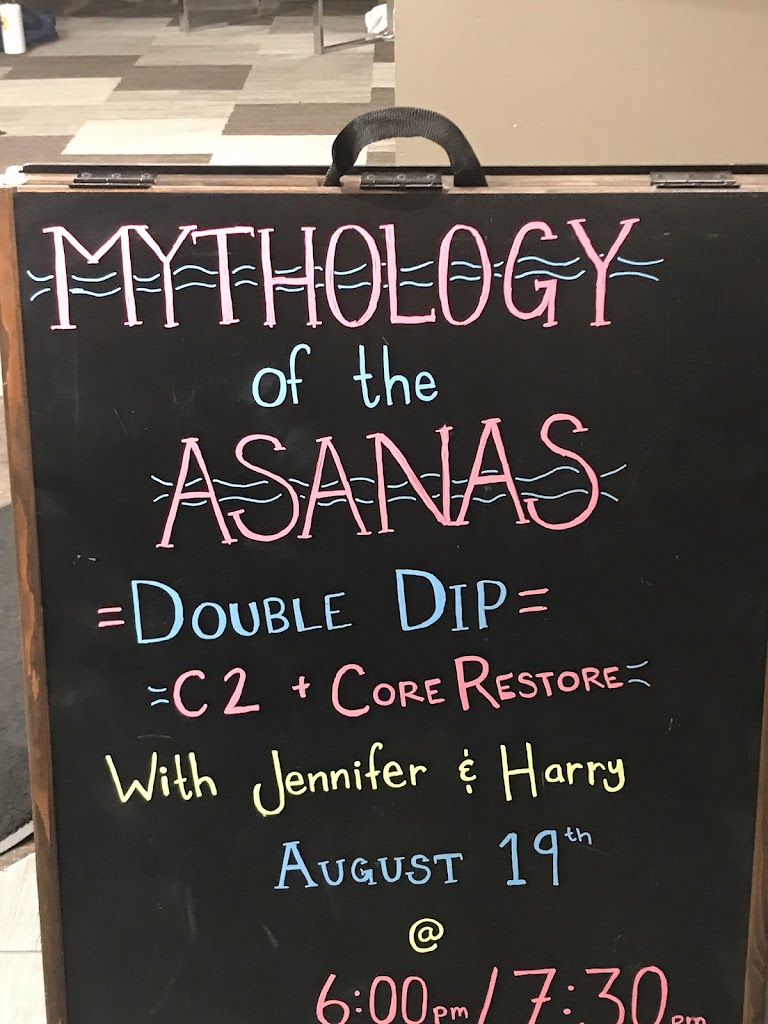 MYTHOLOGY
of the
ASANAS
=DOUBLE DIP=
=C2 + CORE RESTORE=
With Jennifer & Harry
AUGUST 19th
@
6:00pm/7:30pm